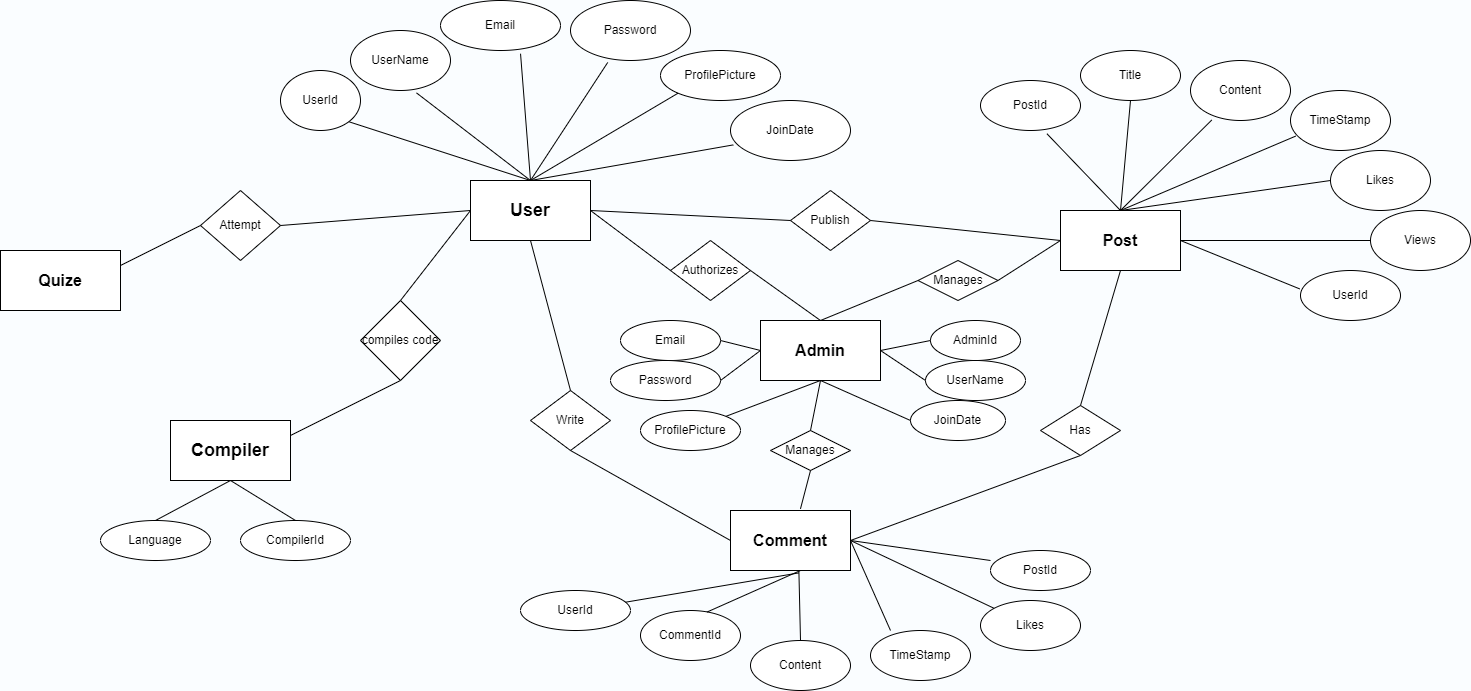 Email
Password
UserName
ProfilePicture
UserId
JoinDate
Title
Content
PostId
TimeStamp
Likes
Views
UserId
User
Attempt
Publish
Post
Quize
Authorizes
Manages
compiles code
Email
Password
ProfilePicture
Admin
AdminId
UserName
JoinDate
Write
Manages
Has
Compiler
Language
CompilerId
Comment
PostId
UserId
CommentId
Content
TimeStamp
Likes